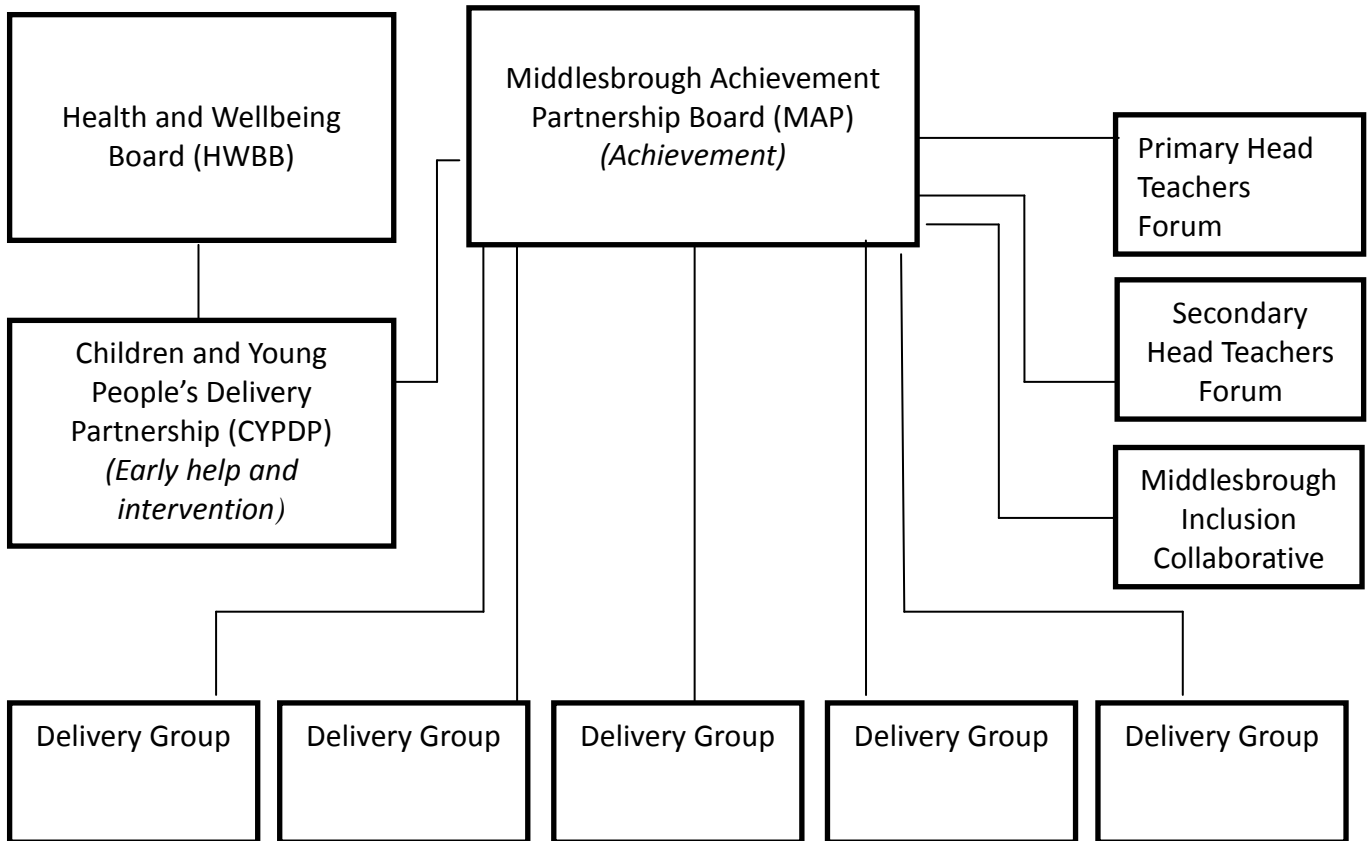 Health and Wellbeing
Board (HWBB)
Middlesbrough Achievement
Partnership Board (MAP)
(Achievement)
Primary Head
Teachers
Forum
Children and Young
People’s Delivery
Partnership (CYPDP)
(Early help and
intervention)
Secondary
Head Teachers
Forum
Middlesbrough
Inclusion
Collaborative
Delivery Group
Delivery Group
Delivery Group
Delivery Group
Delivery Group